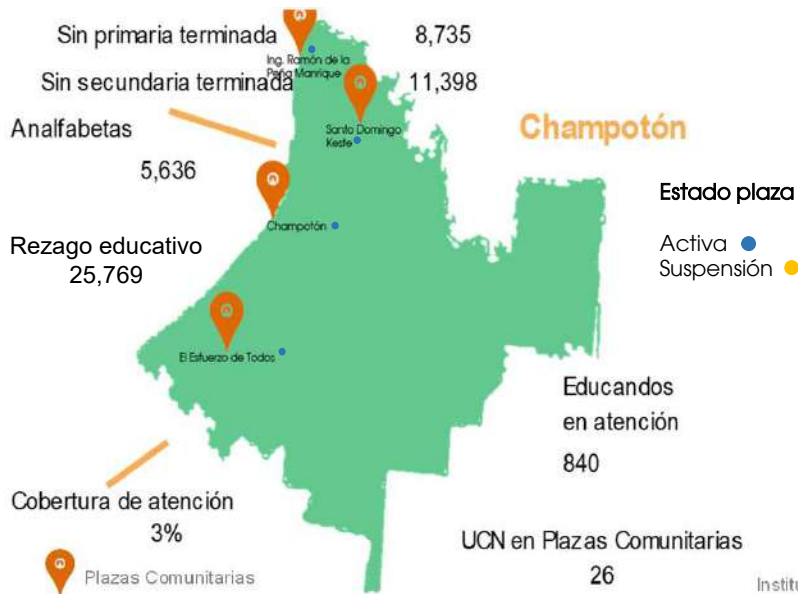 Sin primaria terminada 8,735
Ing. Ramón de la
Peña Manrique
Sin secundaria terminada 11,398
Analfabetas
5,636
Santo Domingo
Keste
Champotón
Estado plaza
Activa
Suspensión
Champotón
Rezago educativo
25,769
El Esfuerzo de Todos
Educandos
en atención
840
Cobertura de atención
3%
UCN en Plazas Comunitarias
26
Plazas Comunitarias
Institu